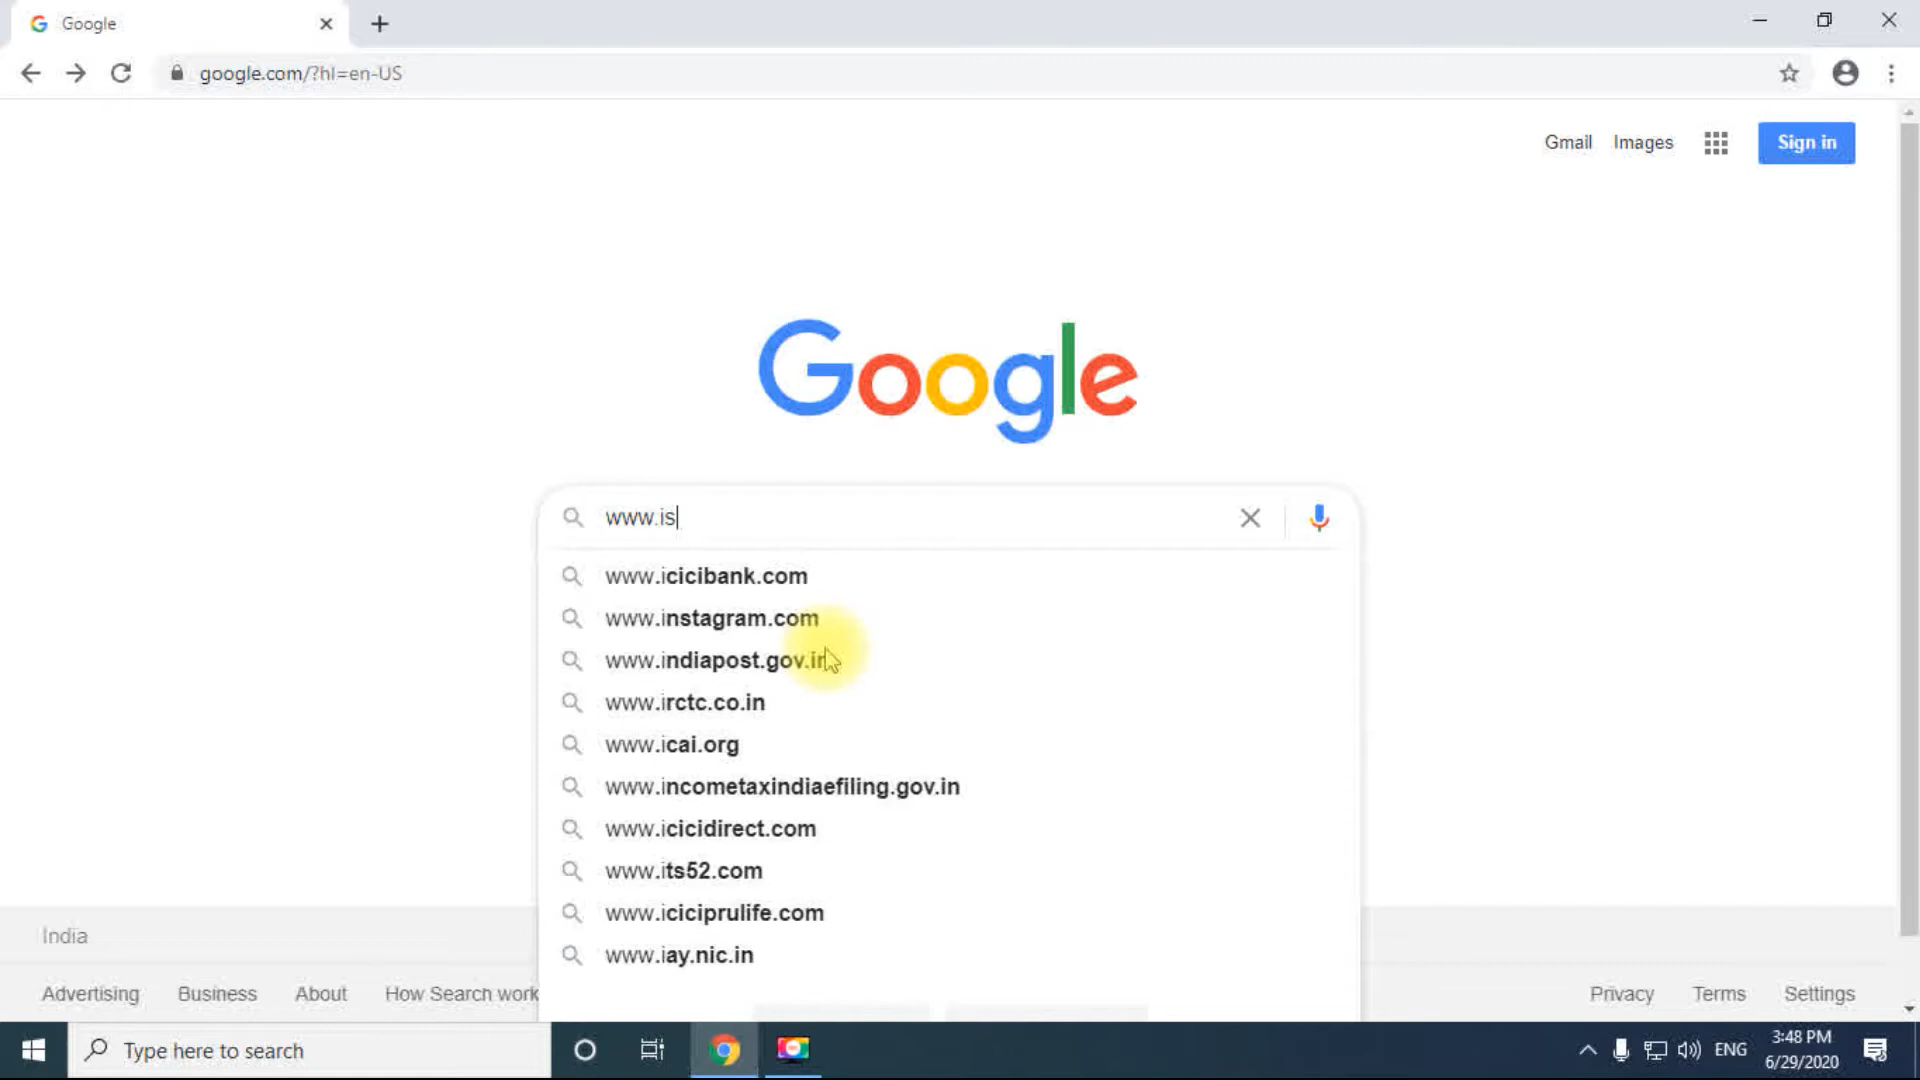 Google
google.com/?hl=en-US
Gmail Images Sign in
Google
www.is
www.icicibank.com
www.instagram.com
www.indiapost.gov.in
www.irctc.co.in
www.icai.org
www.incometaxindiaefiling.gov.in
www.icicidirect.com
www.its52.com
www.iciciprulife.com
www.iay.nic.in
India
Advertising Business About How Search work Privacy Terms Settings
Type here to search ENG 3:48 PM
6/29/2020